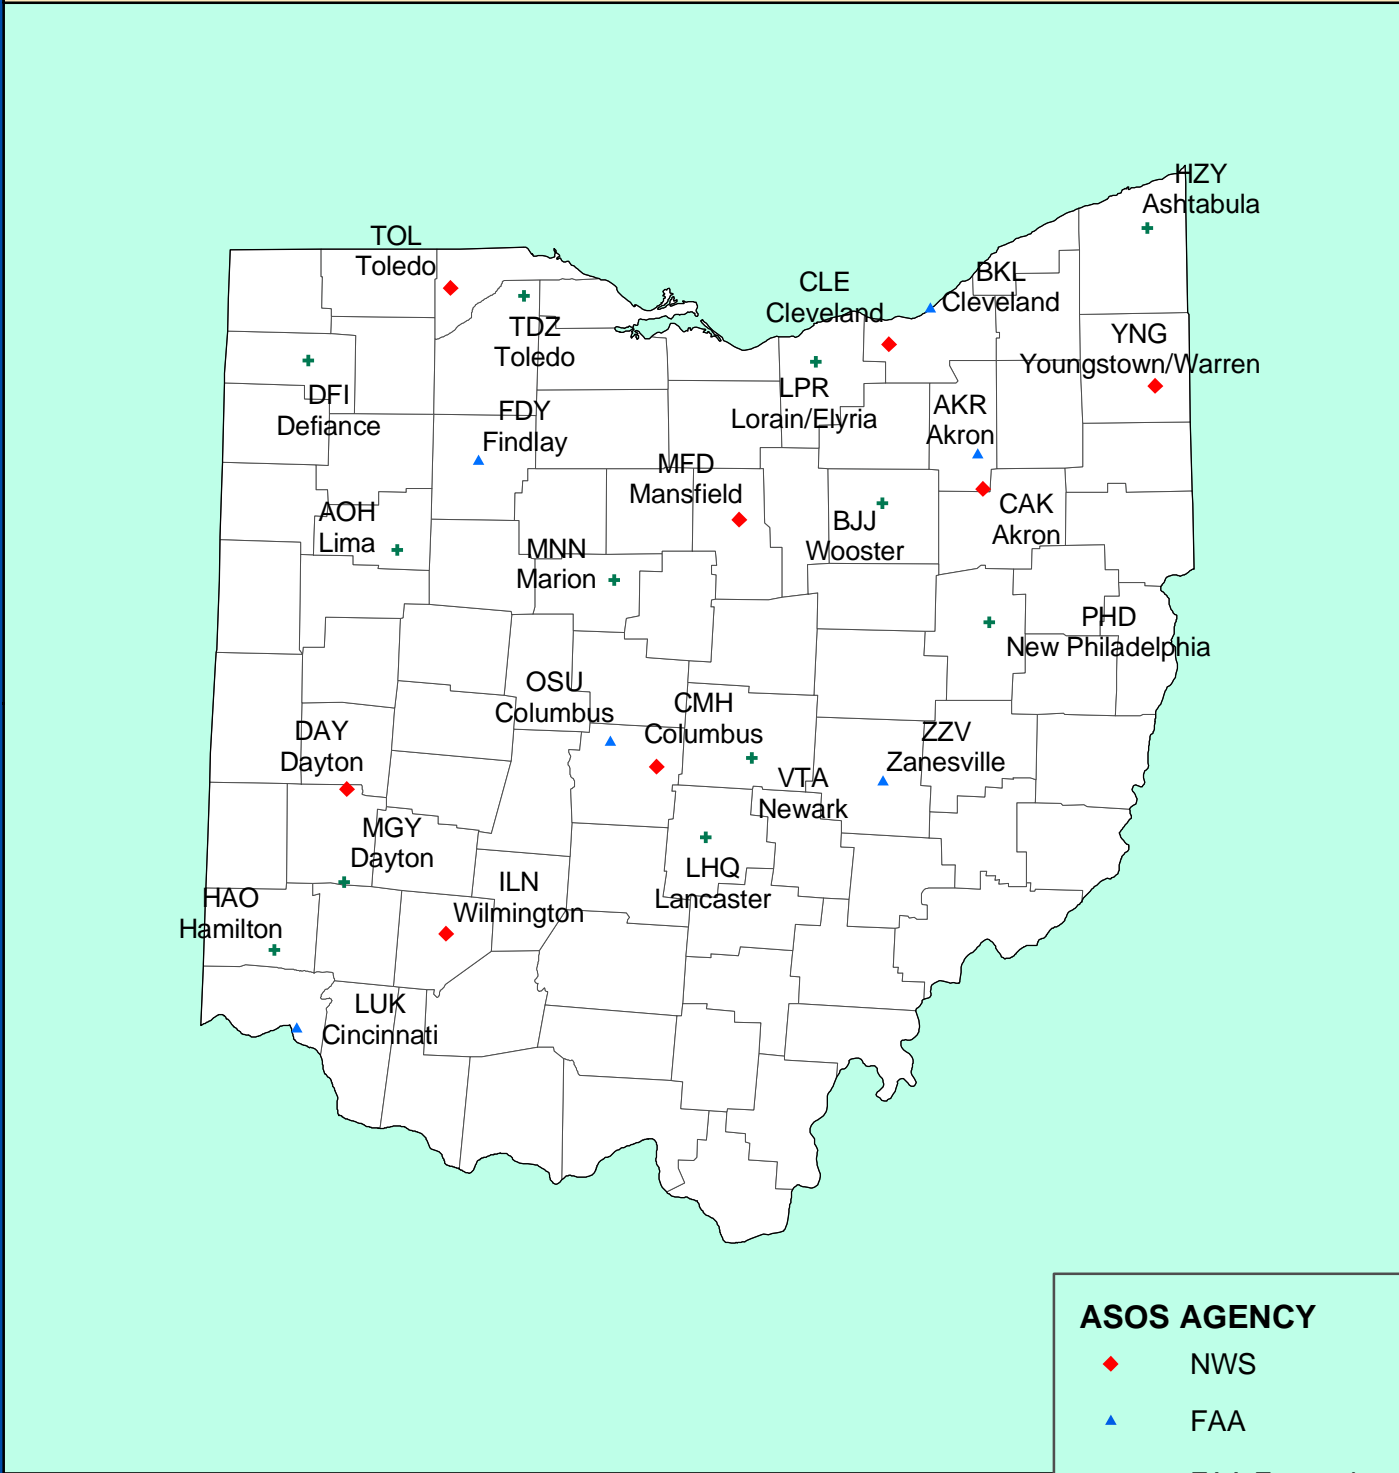 HZY
Ashtabula
TOL
Toledo
BKL
Cleveland
CLE
Cleveland
TDZ
Toledo
YNG
Youngstown/Warren
DFI
Defiance
LPR
Lorain/Elyria
AKR
Akron
FDY
Findlay
MFD
Mansfield
CAK
Akron
AOH
Lima
BJJ
Wooster
MNN
Marion
PHD
New Philadelphia
OSU
Columbus
CMH
Columbus
DAY
Dayton
ZZV
Zanesville
VTA
Newark
MGY
Dayton
LHQ
Lancaster
ILN
Wilmington
HAO
Hamilton
LUK
Cincinnati
ASOS AGENCY
NWS
FAA